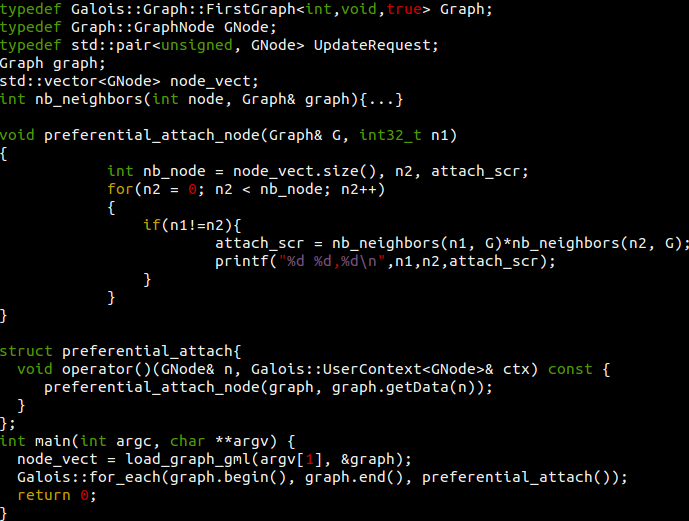 typedef Galois::Graph::FirstGraph<int,void,true> Graph;
typedef Graph::GraphNode GNode;
typedef std::pair<unsigned, GNode> UpdateRequest;
Graph graph;
std::vector<GNode> node_vect;
int nb_neighbors(int node, Graph& graph){...}
void preferential_attach_node(Graph& G, int32_t n1)
{
int nb_node = node_vect.size(), n2, attach_scr;
for(n2 = 0; n2 < nb_node; n2++)
{
if(n1!=n2){
attach_scr = nb_neighbors(n1, G)*nb_neighbors(n2, G);
printf("%d %d,%d\n",n1,n2,attach_scr);
}
}
}
struct preferential_attach{
void operator()(GNode& n, Galois::UserContext<GNode>& ctx) const {
preferential_attach_node(graph, graph.getData(n));
}
};
int main(int argc, char **argv) {
node_vect = load_graph_gml(argv[1], &graph);
Galois::for_each(graph.begin(), graph.end(), preferential_attach());
return 0;
}